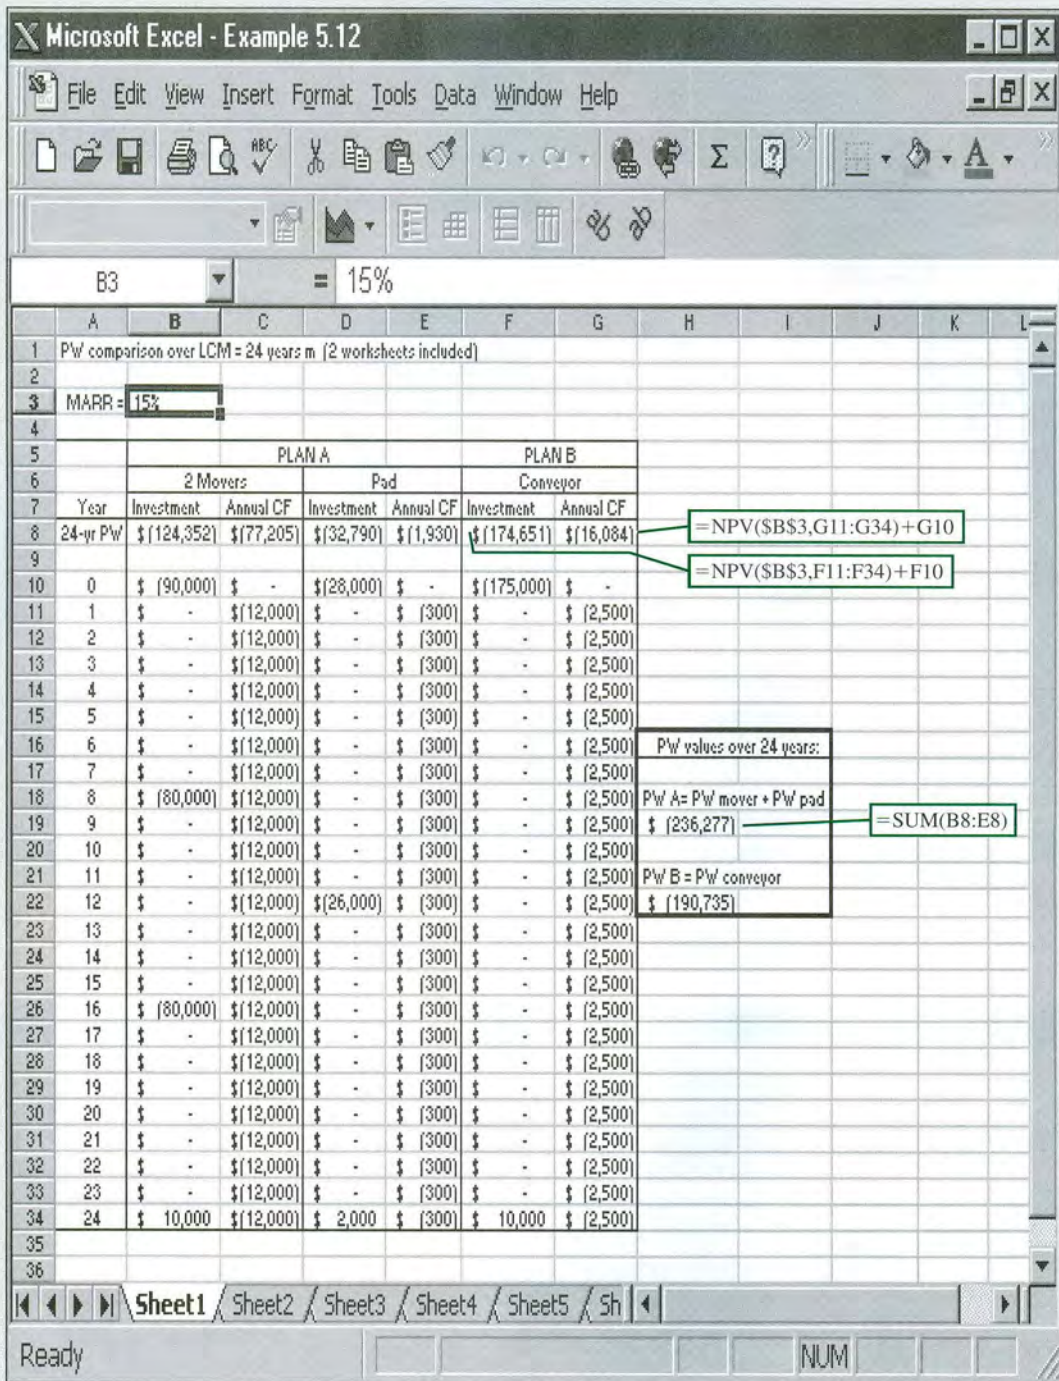 Microsoft Excel - Example 5.12
File Edit View Insert Format Tools Data Window Help
ABC
Σ
A
B3 = 15%
A B C D E F G H I J K L
1 PW comparison over LCM = 24 years m (2 worksheets included)
2
3 MARR = 15%
4
5 PLAN A PLAN B
6 2 Movers Pad Conveyor
7 Year Investment Annual CF Investment Annual CF Investment Annual CF
8 24-yr PW $(124,352) $(77,205) $(32,790) $(1,930) $(174,651) $(16,084) =NPV($B$3,G11:G34)+G10
9 =NPV($B$3,F11:F34)+F10
10 0 $ (90,000) $ - $(28,000) $ - $(175,000) $ -
11 1 $ - $(12,000) $ - $ (300) $ - $ (2,500)
12 2 $ - $(12,000) $ - $ (300) $ - $ (2,500)
13 3 $ - $(12,000) $ - $ (300) $ - $ (2,500)
14 4 $ - $(12,000) $ - $ (300) $ - $ (2,500)
15 5 $ - $(12,000) $ - $ (300) $ - $ (2,500)
16 6 $ - $(12,000) $ - $ (300) $ - $ (2,500) PW values over 24 years:
17 7 $ - $(12,000) $ - $ (300) $ - $ (2,500)
18 8 $ (80,000) $(12,000) $ - $ (300) $ - $ (2,500) PW A= PW mover + PW pad
19 9 $ - $(12,000) $ - $ (300) $ - $ (2,500) $ (236,277) =SUM(B8:E8)
20 10 $ - $(12,000) $ - $ (300) $ - $ (2,500)
21 11 $ - $(12,000) $ - $ (300) $ - $ (2,500) PW B = PW conveyor
22 12 $ - $(12,000) $(26,000) $ (300) $ - $ (2,500) $ (190,735)
23 13 $ - $(12,000) $ - $ (300) $ - $ (2,500)
24 14 $ - $(12,000) $ - $ (300) $ - $ (2,500)
25 15 $ - $(12,000) $ - $ (300) $ - $ (2,500)
26 16 $ (80,000) $(12,000) $ - $ (300) $ - $ (2,500)
27 17 $ - $(12,000) $ - $ (300) $ - $ (2,500)
28 18 $ - $(12,000) $ - $ (300) $ - $ (2,500)
29 19 $ - $(12,000) $ - $ (300) $ - $ (2,500)
30 20 $ - $(12,000) $ - $ (300) $ - $ (2,500)
31 21 $ - $(12,000) $ - $ (300) $ - $ (2,500)
32 22 $ - $(12,000) $ - $ (300) $ - $ (2,500)
33 23 $ - $(12,000) $ - $ (300) $ - $ (2,500)
34 24 $ 10,000 $(12,000) $ 2,000 $ (300) $ 10,000 $ (2,500)
35
36
Sheet1 Sheet2 Sheet3 Sheet4 Sheet5 Sh
Ready NUM